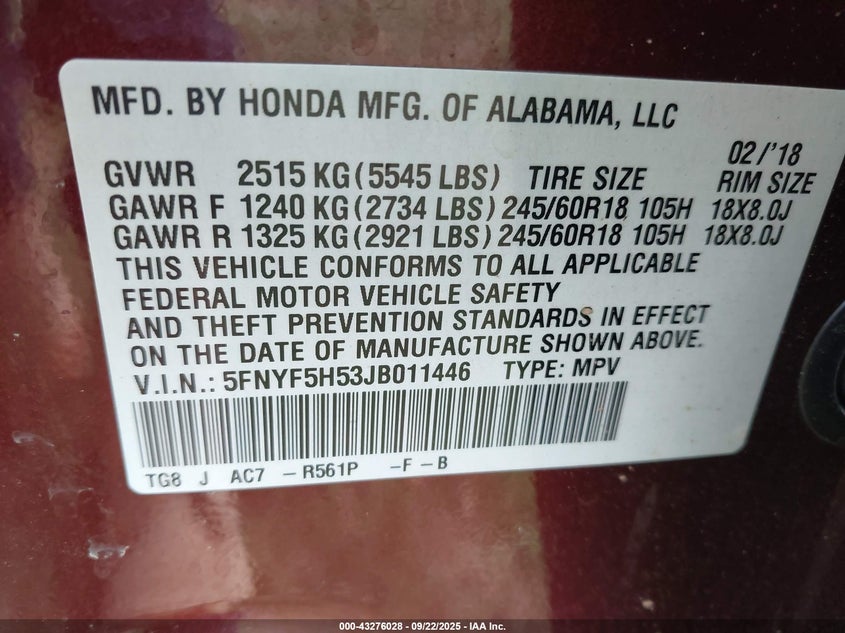 MFD. BY HONDA MFG. OF ALABAMA, LLC
02/'18
GVWR 2515 KG (5545 LBS) TIRE SIZE RIM SIZE
GAWR F 1240 KG (2734 LBS) 245/60R18 105H 18X8.0J
GAWR R 1325 KG (2921 LBS) 245/60R18 105H 18X8.0J
THIS VEHICLE CONFORMS TO ALL APPLICABLE
FEDERAL MOTOR VEHICLE SAFETY
AND THEFT PREVENTION STANDARDS IN EFFECT
ON THE DATE OF MANUFACTURE SHOWN ABOVE.
V.I.N.: 5FNYF5H53JB011446 TYPE: MPV
TG8 J AC7 – R561P – F – B
000-43276028 - 09/22/2025 - IAA Inc.